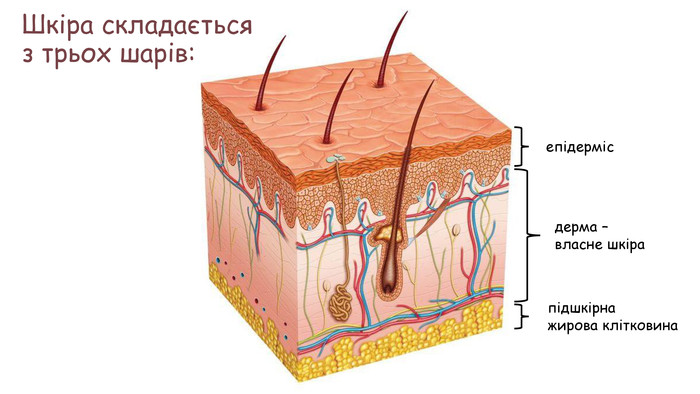 Шкіра складається
з трьох шарів:
епідерміс
дерма –
власне шкіра
підшкірна
жирова клітковина